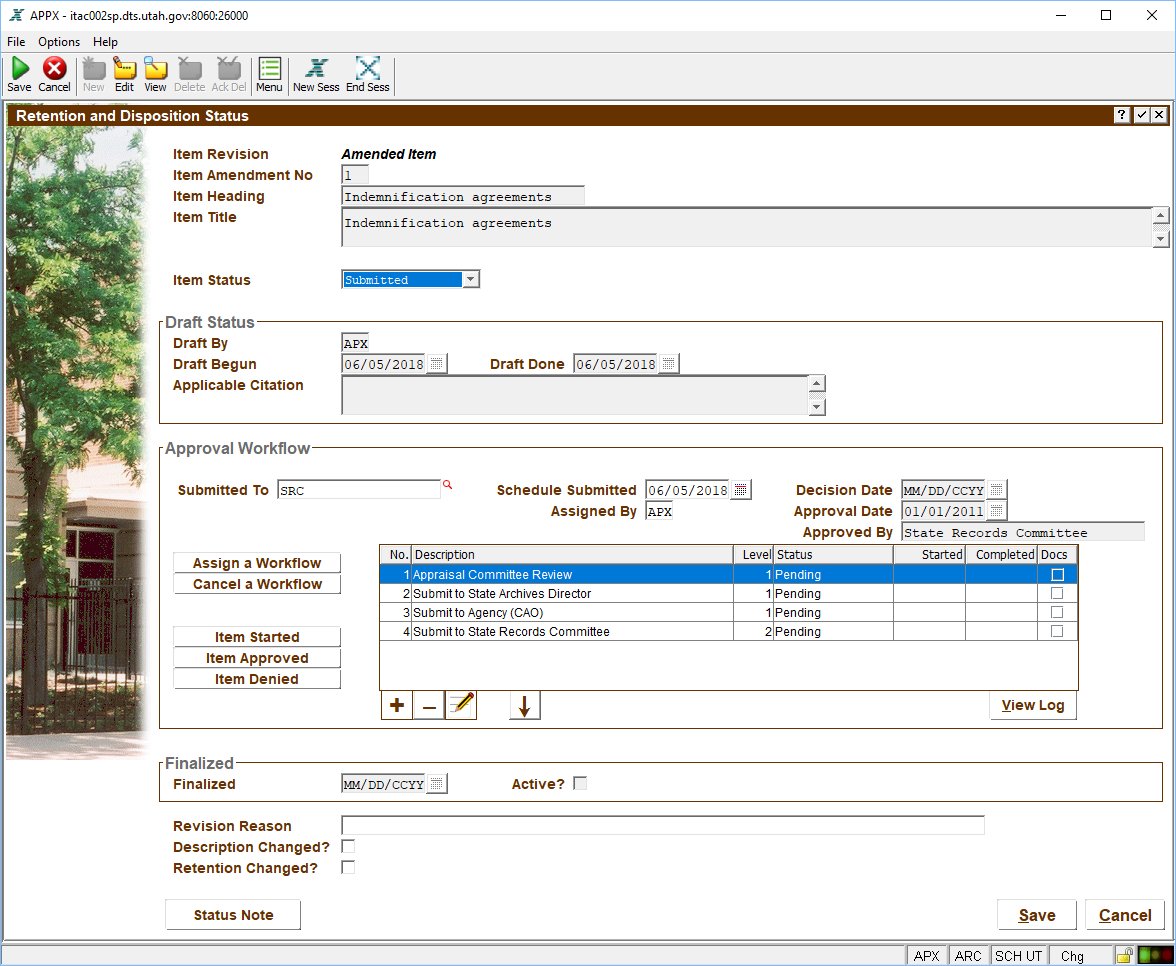 APPX - itac002sp.dts.utah.gov:8060:26000
File Options Help
Save Cancel New Edit View Delete Ack Del Menu New Sess End Sess
Retention and Disposition Status ?
Item Revision Amended Item
Item Amendment No 1
Item Heading Indemnification agreements
Item Title Indemnification agreements
Item Status Submitted
Draft Status
Draft By APX
Draft Begun 06/05/2018 Draft Done 06/05/2018
Applicable Citation
Approval Workflow
Submitted To SRC Schedule Submitted 06/05/2018 Decision Date MM/DD/CCYY
Assigned By APX Approval Date 01/01/2011
Approved By State Records Committee
No. Description Level Status Started Completed Docs
Assign a Workflow
1 Appraisal Committee Review 1 Pending
Cancel a Workflow
2 Submit to State Archives Director 1 Pending
3 Submit to Agency (CAO) 1 Pending
Item Started
4 Submit to State Records Committee 2 Pending
Item Approved
Item Denied
View Log
Finalized
Finalized MM/DD/CCYY Active?
Revision Reason
Description Changed?
Retention Changed?
Status Note Save Cancel
APX ARC SCH UT Chg